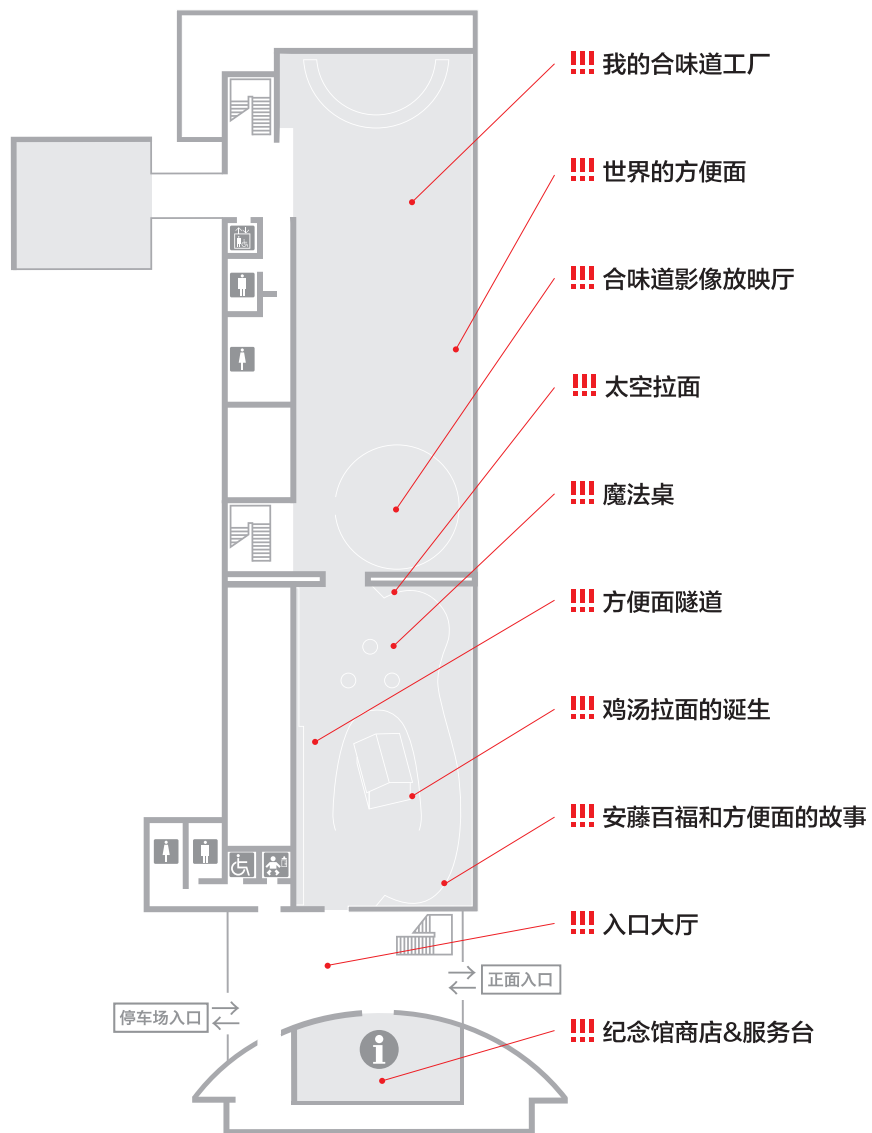 !!! 我的合味道工厂
!!! 世界的方便面
!!! 合味道影像放映厅
!!! 太空拉面
!!! 魔法桌
!!! 方便面隧道
!!! 鸡汤拉面的诞生
!!! 安藤百福和方便面的故事
!!! 入口大厅
正面入口
停车场入口
!!! 纪念馆商店&服务台
i